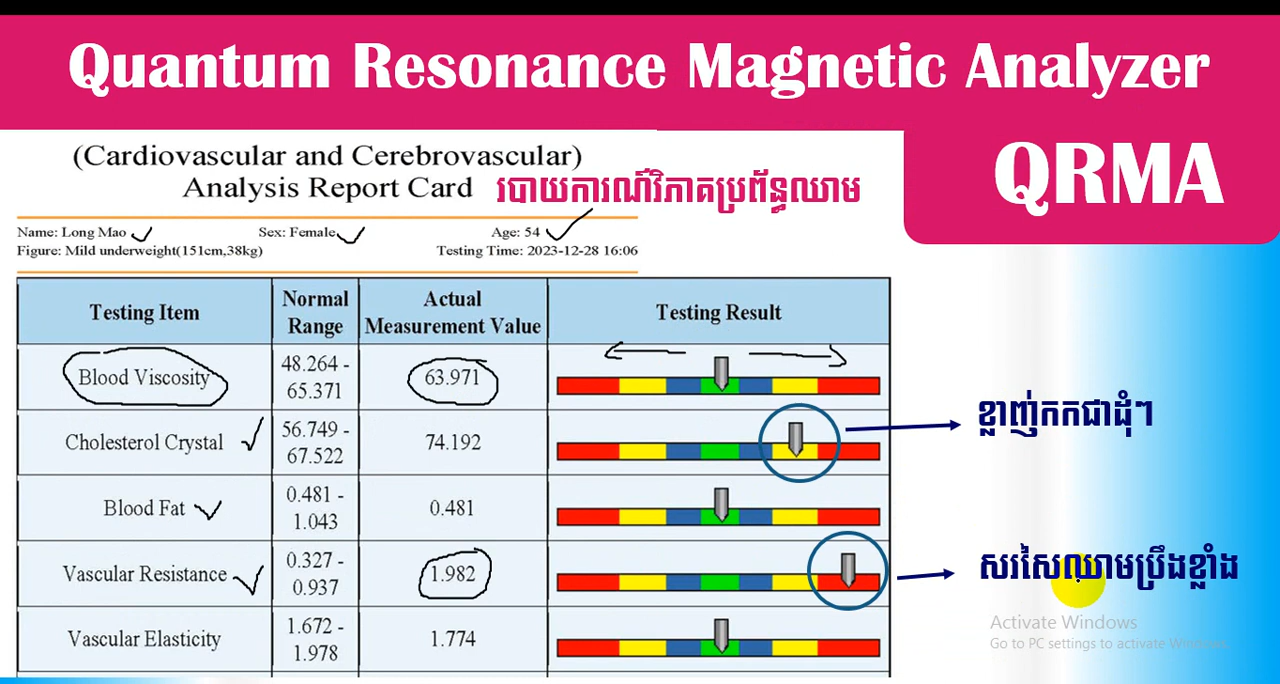 Quantum Resonance Magnetic Analyzer
QRMA
(Cardiovascular and Cerebrovascular)
Analysis Report Card
របាយការណ៍វិភាគប្រព័ន្ធឈាម
Name: Long Mao Sex: Female Age: 54
Figure: Mild underweight(151cm,38kg) Testing Time: 2023-12-28 16:06
Testing Item Normal Range Actual Measurement Value Testing Result
Blood Viscosity 48.264 - 65.371 63.971
Cholesterol Crystal 56.749 - 67.522 74.192
ខ្លាញ់កកជាដុំៗ
Blood Fat 0.481 - 1.043 0.481
Vascular Resistance 0.327 - 0.937 1.982
សរសៃឈាមប្រឹងខ្លាំង
Vascular Elasticity 1.672 - 1.978 1.774
Activate Windows
Go to PC settings to activate Windows.